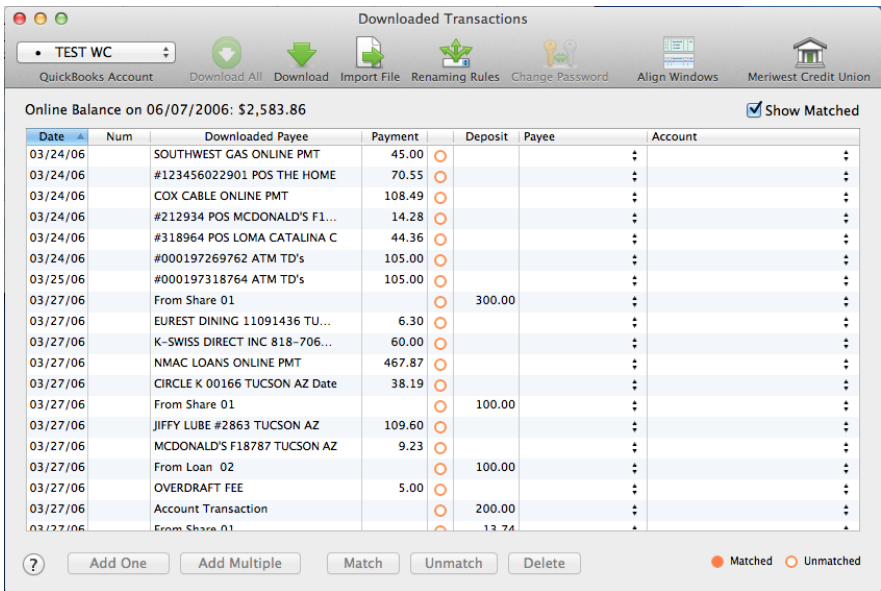 Downloaded Transactions
• TEST WC
QuickBooks Account Download All Download Import File Renaming Rules Change Password Align Windows Meriwest Credit Union
Online Balance on 06/07/2006: $2,583.86 Show Matched
Date Num Downloaded Payee Payment Deposit Payee Account
03/24/06 SOUTHWEST GAS ONLINE PMT 45.00
03/24/06 #123456022901 POS THE HOME 70.55
03/24/06 COX CABLE ONLINE PMT 108.49
03/24/06 #212934 POS MCDONALD'S F1... 14.28
03/24/06 #318964 POS LOMA CATALINA C 44.36
03/24/06 #000197269762 ATM TD's 105.00
03/25/06 #000197318764 ATM TD's 105.00
03/27/06 From Share 01 300.00
03/27/06 EUREST DINING 11091436 TU... 6.30
03/27/06 K-SWISS DIRECT INC 818-706... 60.00
03/27/06 NMAC LOANS ONLINE PMT 467.87
03/27/06 CIRCLE K 00166 TUCSON AZ Date 38.19
03/27/06 From Share 01 100.00
03/27/06 JIFFY LUBE #2863 TUCSON AZ 109.60
03/27/06 MCDONALD'S F18787 TUCSON AZ 9.23
03/27/06 From Loan 02 100.00
03/27/06 OVERDRAFT FEE 5.00
03/27/06 Account Transaction 200.00
03/27/06 From Share 01 13.74
? Add One Add Multiple Match Unmatch Delete Matched Unmatched